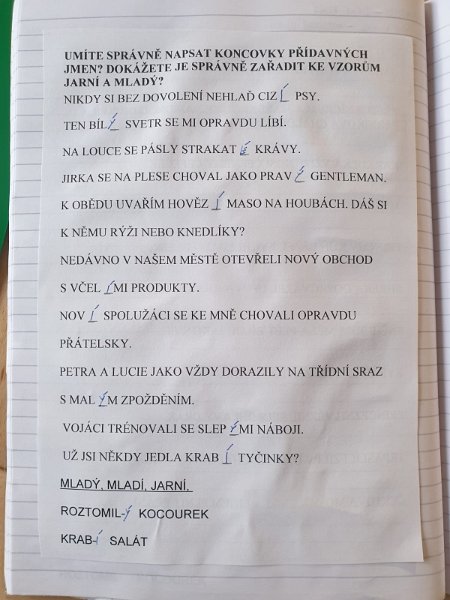 UMÍTE SPRÁVNĚ NAPSAT KONCOVKY PŘÍDAVNÝCH
JMEN? DOKÁŽETE JE SPRÁVNĚ ZAŘADIT KE VZORŮM
JARNÍ A MLADÝ?
NIKDY SI BEZ DOVOLENÍ NEHLAĎ CIZÍ PSY.
TEN BÍLÝ SVETR SE MI OPRAVDU LÍBÍ.
NA LOUCE SE PÁSLY STRAKATÉ KRÁVY.
JIRKA SE NA PLESE CHOVAL JAKO PRAVÝ GENTLEMAN.
K OBĚDU UVAŘÍM HOVĚZÍ MASO NA HOUBÁCH. DÁŠ SI
K NĚMU RÝŽI NEBO KNEDLÍKY?
NEDÁVNO V NAŠEM MĚSTĚ OTEVŘELI NOVÝ OBCHOD
S VČELÍMI PRODUKTY.
NOVÍ SPOLUŽÁCI SE KE MNĚ CHOVALI OPRAVDU
PŘÁTELSKY.
PETRA A LUCIE JAKO VŽDY DORAZILY NA TŘÍDNÍ SRAZ
S MALÝM ZPOŽDĚNÍM.
VOJÁCI TRÉNOVALI SE SLEPÝMI NÁBOJI.
UŽ JSI NĚKDY JEDLA KRABÍ TYČINKY?
MLADÝ, MLADÍ, JARNÍ.
ROZTOMIL-Ý KOCOUREK
KRAB-Í SALÁT